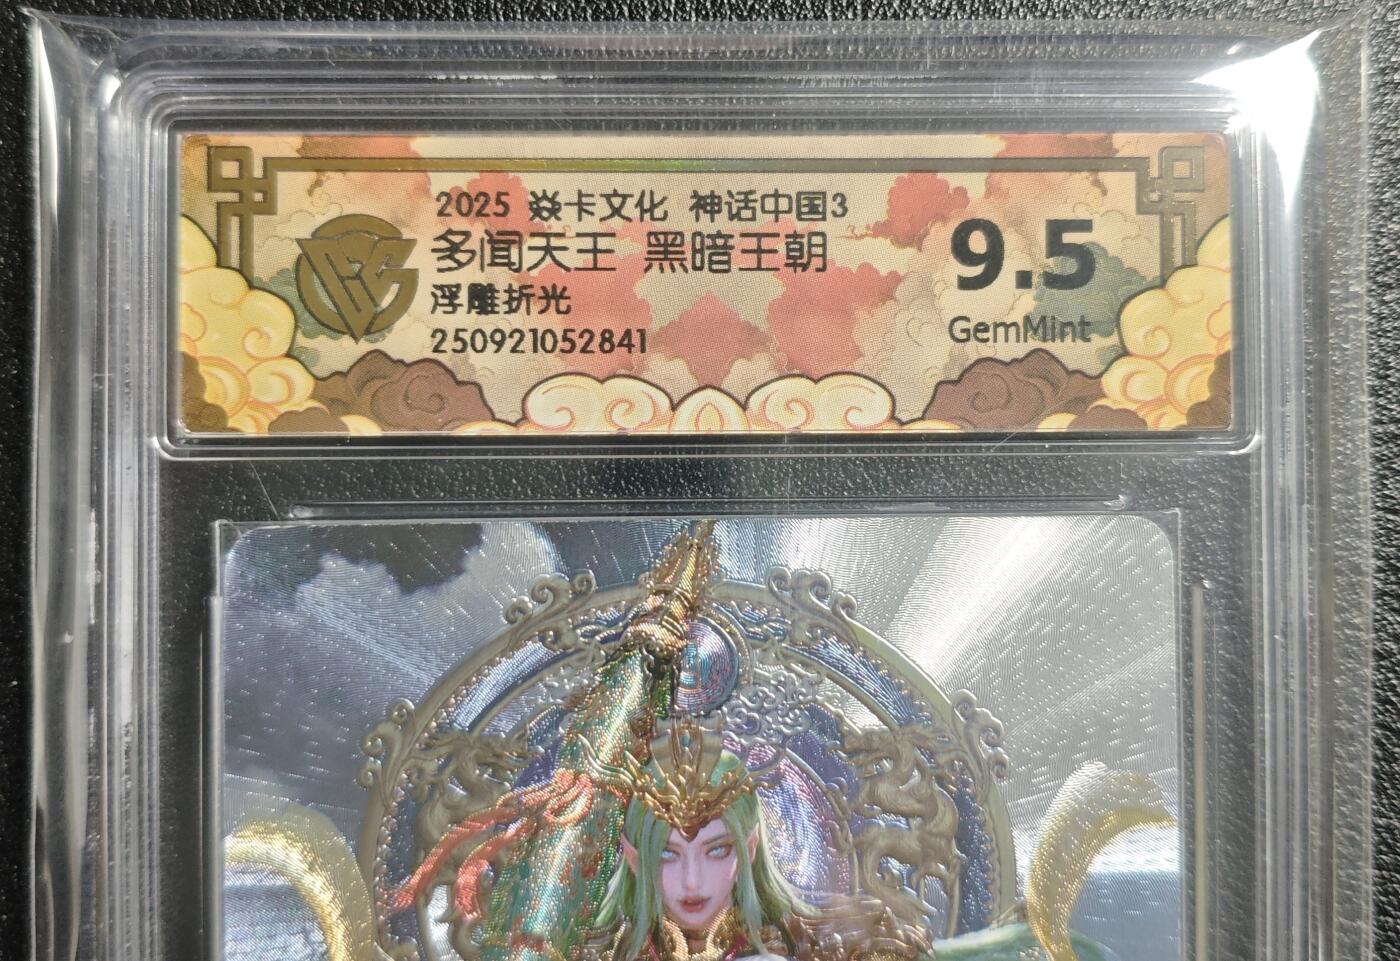 2025 焱卡文化 神话中国3
多闻天王 黑暗王朝
浮雕折光
250921052841
9.5
GemMint